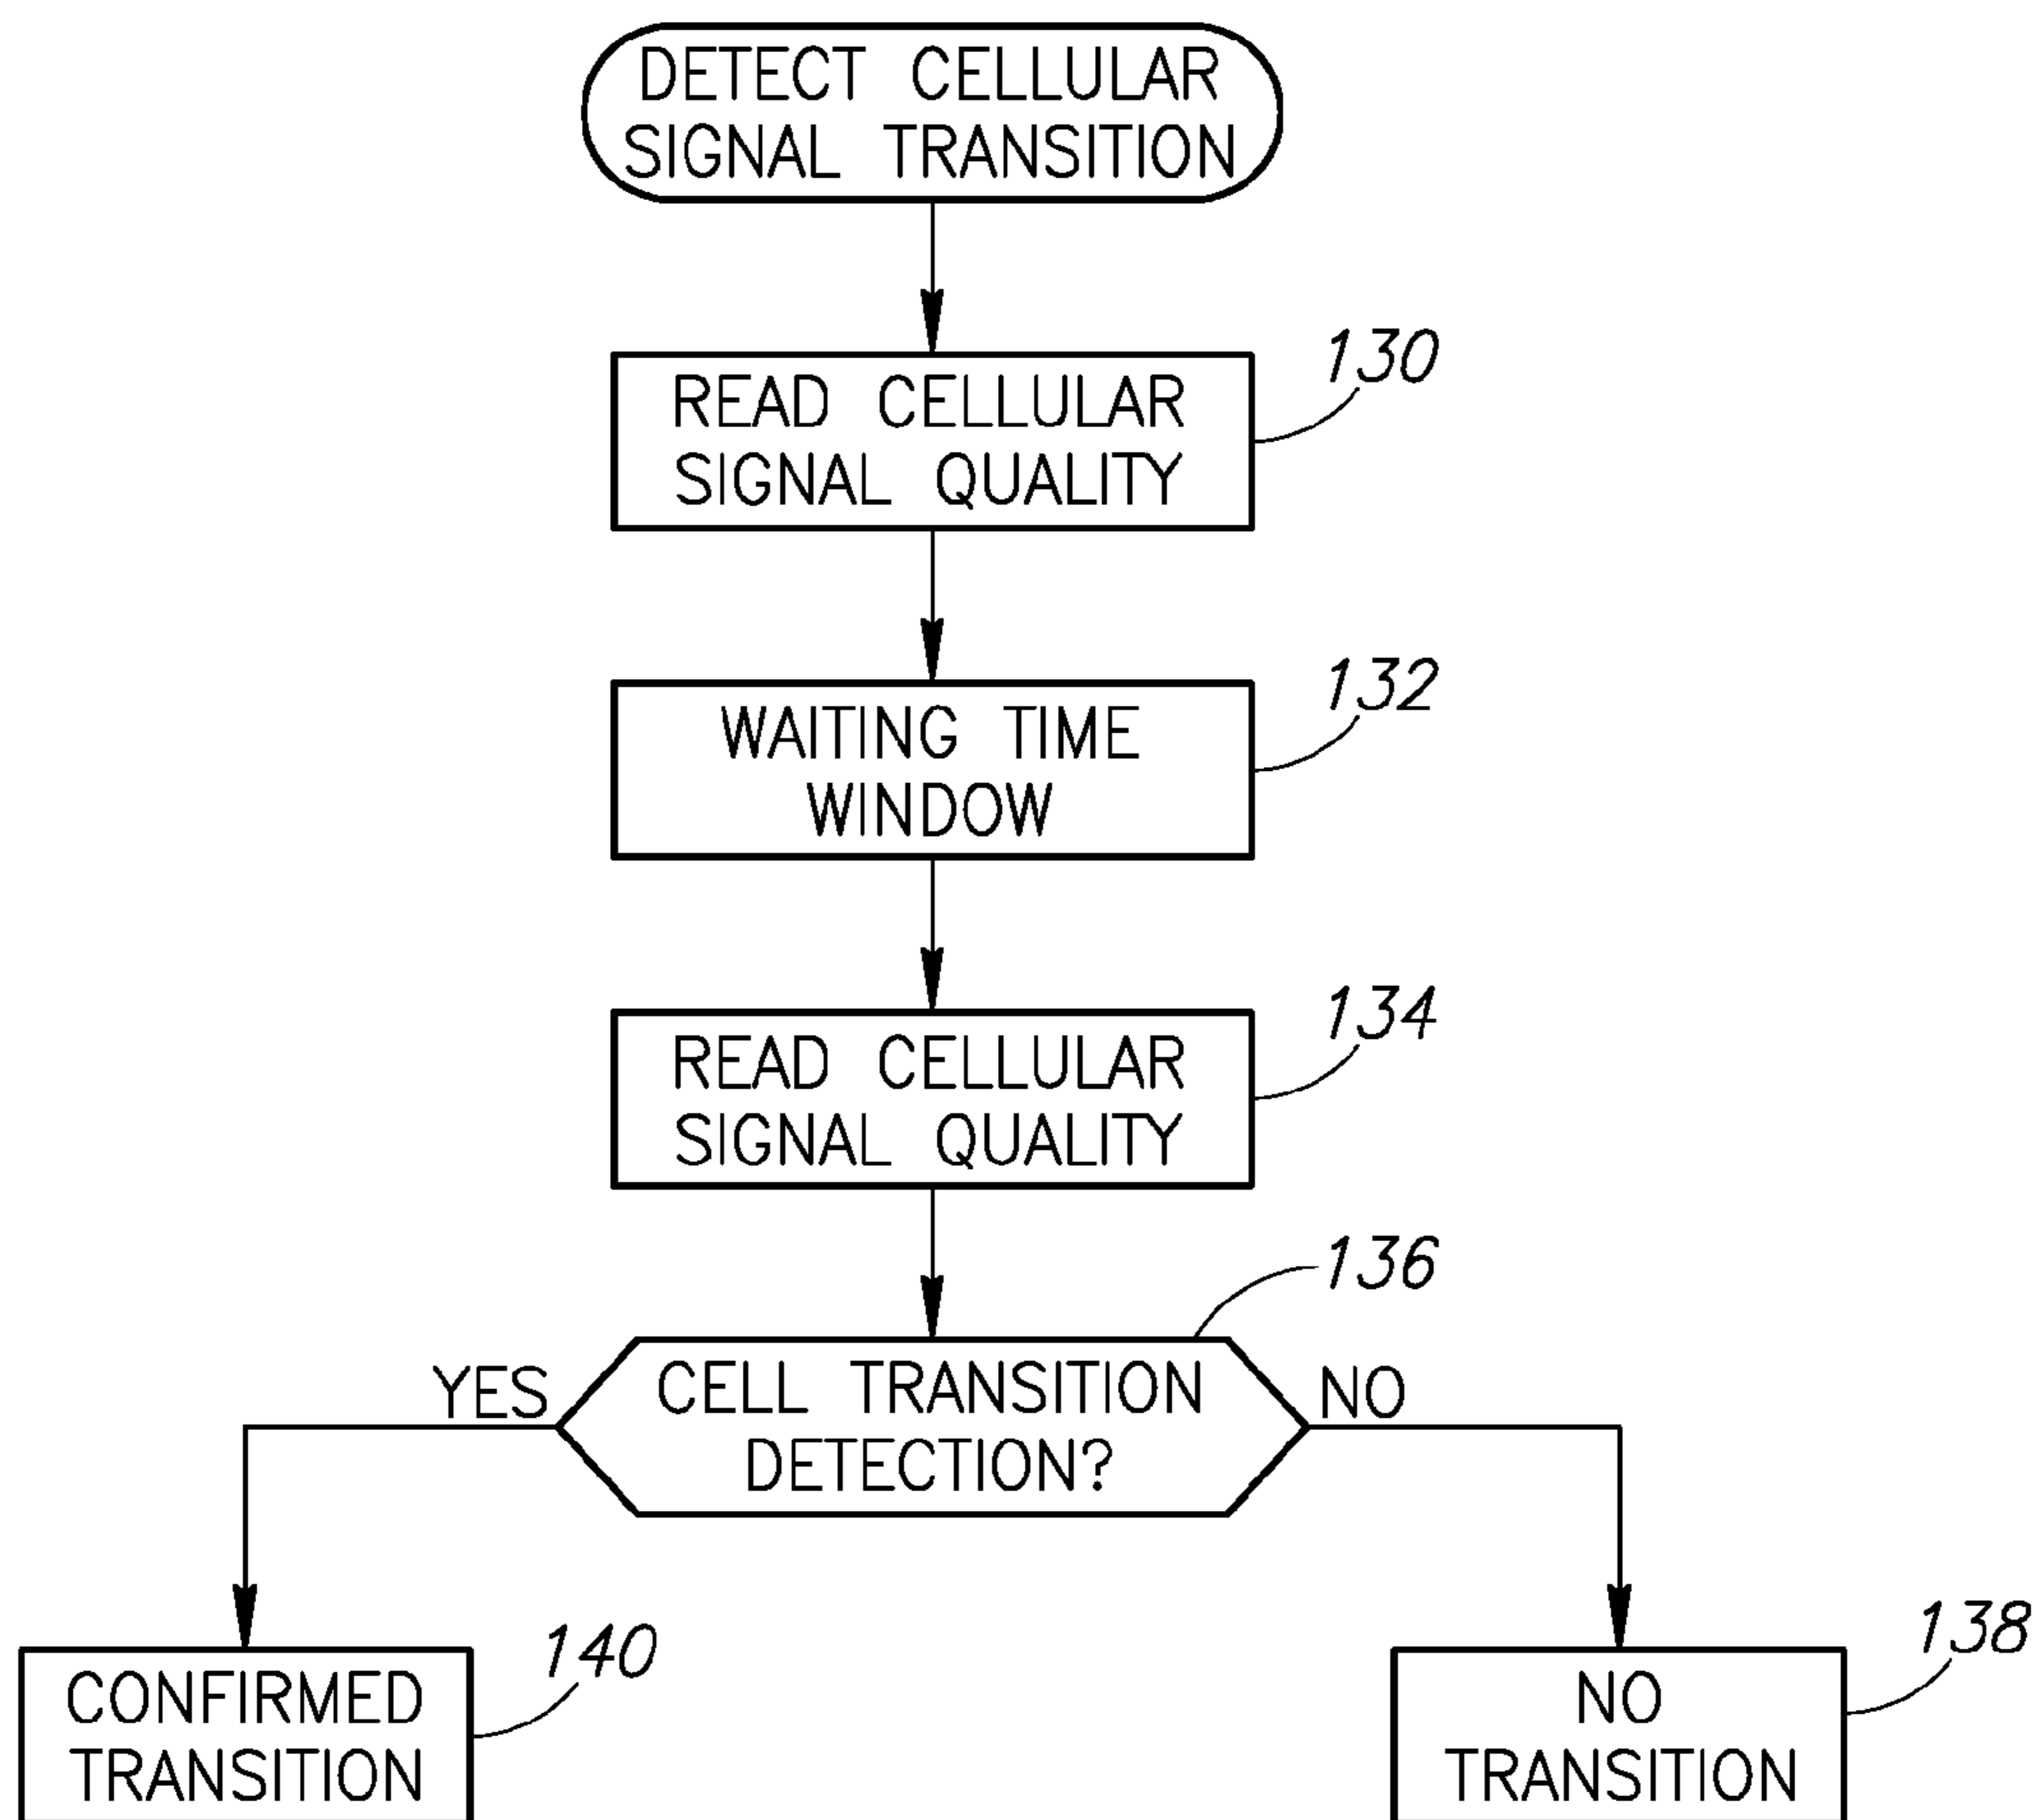 DETECT CELLULAR
SIGNAL TRANSITION
130
READ CELLULAR
SIGNAL QUALITY
132
WAITING TIME
WINDOW
134
READ CELLULAR
SIGNAL QUALITY
136
YES
CELL TRANSITION
DETECTION?
NO
140
CONFIRMED
TRANSITION
138
NO
TRANSITION